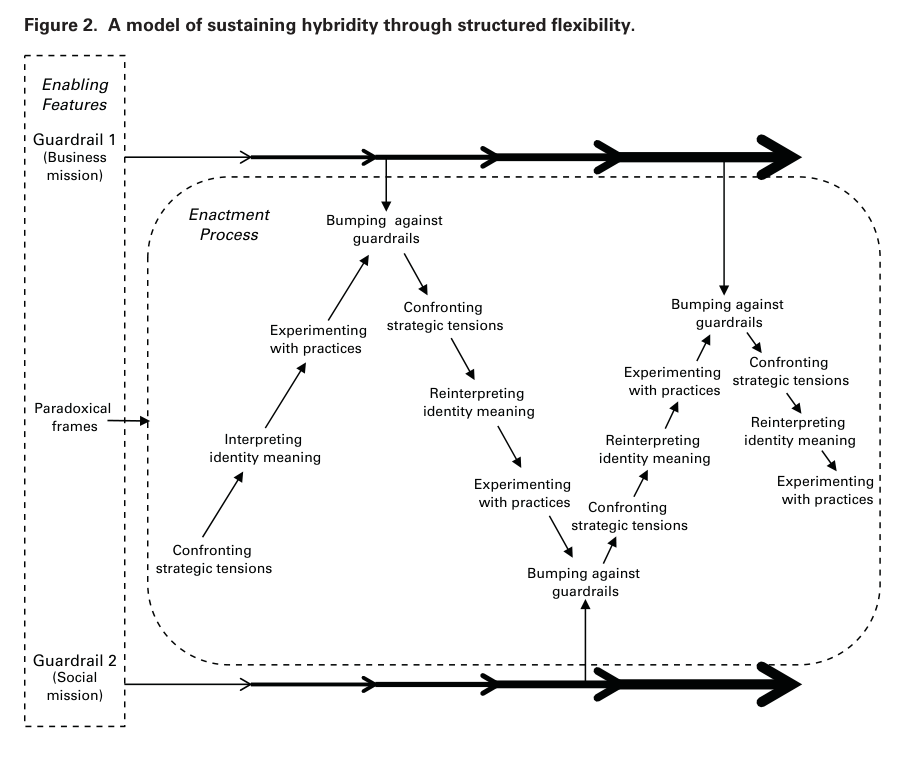 Figure 2. A model of sustaining hybridity through structured flexibility.
Enabling
Features
Guardrail 1
(Business
mission)
Paradoxical
frames
Guardrail 2
(Social
mission)
Enactment
Process
Confronting
strategic tensions
Interpreting
identity meaning
Experimenting
with practices
Bumping against
guardrails
Confronting
strategic tensions
Reinterpreting
identity meaning
Experimenting
with practices
Bumping against
guardrails
Confronting
strategic tensions
Reinterpreting
identity meaning
Experimenting
with practices
Bumping against
guardrails
Confronting
strategic tensions
Reinterpreting
identity meaning
Experimenting
with practices